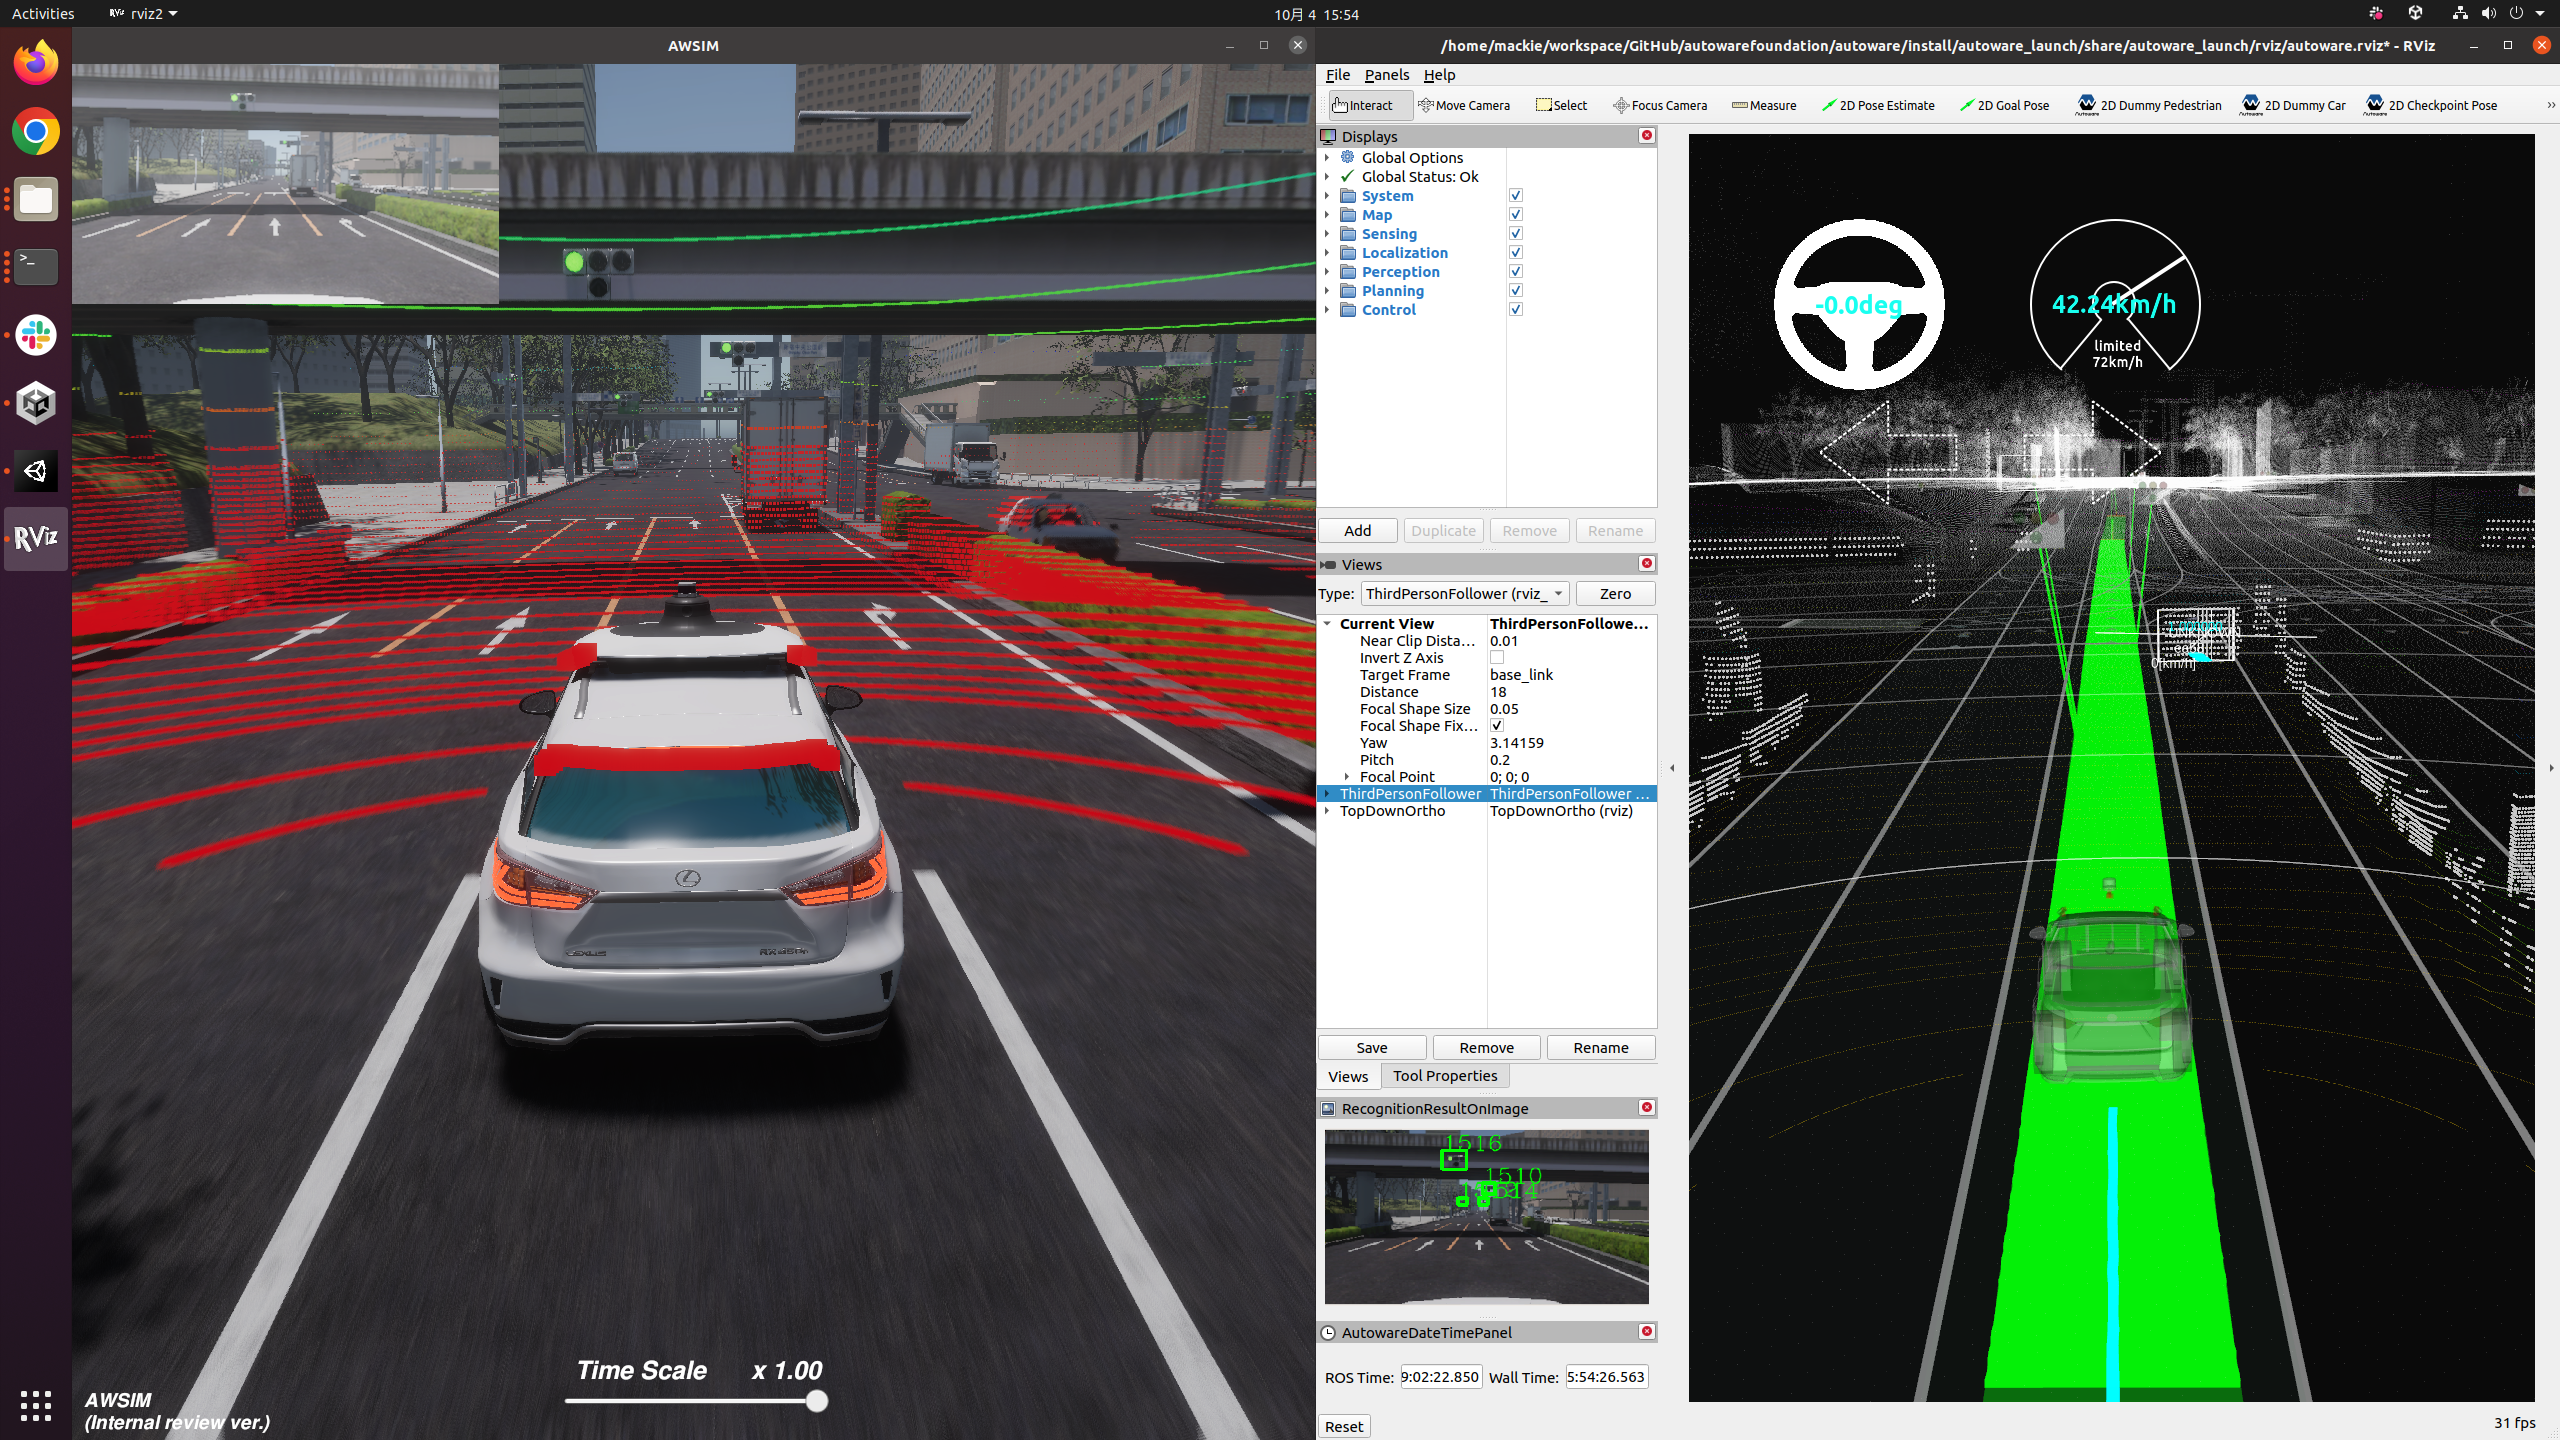 Activities
RViz rviz2
10月 4 15:54
AWSIM
/home/mackie/workspace/GitHub/autowarefoundation/autoware/install/autoware_launch/share/autoware_launch/rviz/autoware.rviz* - RViz
File Panels Help
Interact Move Camera Select Focus Camera Measure 2D Pose Estimate 2D Goal Pose 2D Dummy Pedestrian 2D Dummy Car 2D Checkpoint Pose
Displays
Global Options
Global Status: Ok
System
Map
Sensing
Localization
Perception
Planning
Control
Add Duplicate Remove Rename
Views
Type: ThirdPersonFollower (rviz_ Zero
Current View ThirdPersonFollowe...
Near Clip Dista... 0.01
Invert Z Axis
Target Frame base_link
Distance 18
Focal Shape Size 0.05
Focal Shape Fix...
Yaw 3.14159
Pitch 0.2
Focal Point 0; 0; 0
ThirdPersonFollower ThirdPersonFollower ...
TopDownOrtho TopDownOrtho (rviz)
Save Remove Rename
Views Tool Properties
RecognitionResultOnImage
1516
1510
AutowareDateTimePanel
ROS Time: 9:02:22.850 Wall Time: 5:54:26.563
Reset
31 fps
-0.0deg
42.24km/h
limited
72km/h
UNKNOWN
0[km/h]
RViz
LEXUS
Time Scale x 1.00
AWSIM
(Internal review ver.)